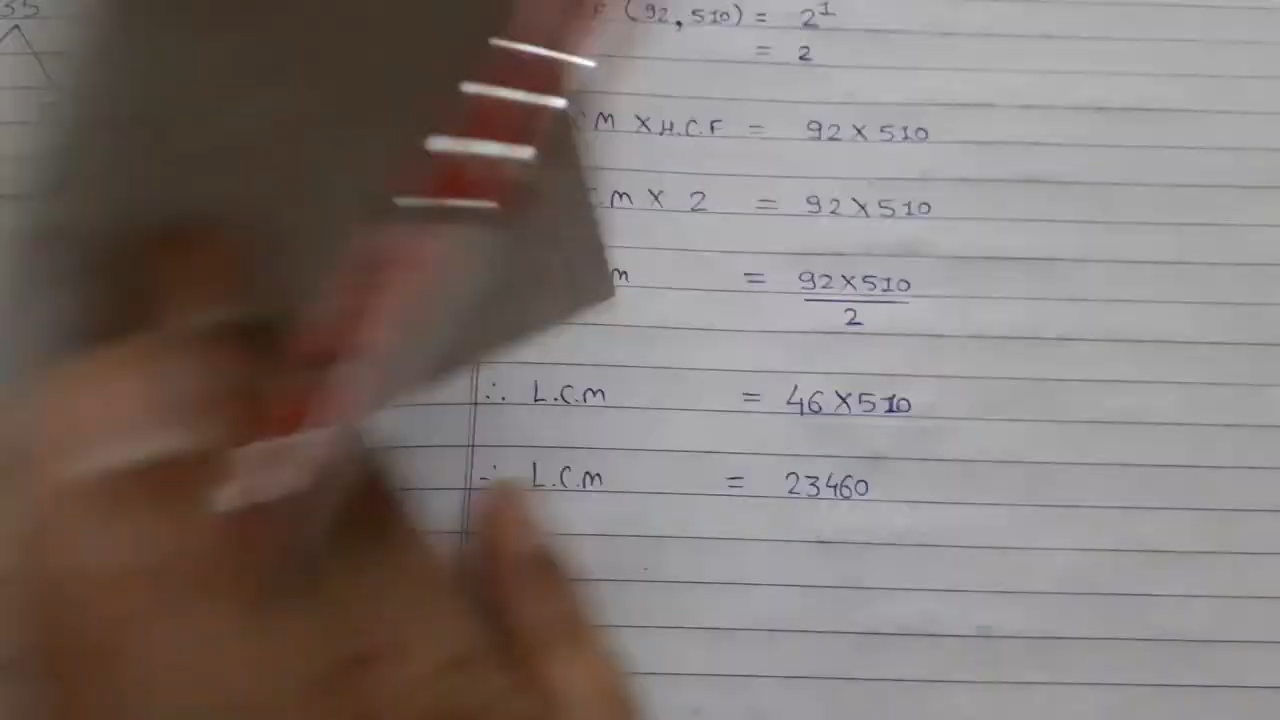 (92, 510) = 2¹
= 2
M X H.C.F = 92 X 510
m X 2 = 92 X 510
m = 92 X 510
2
∴ L.C.m = 46 X 510
∴ L.C.m = 23460